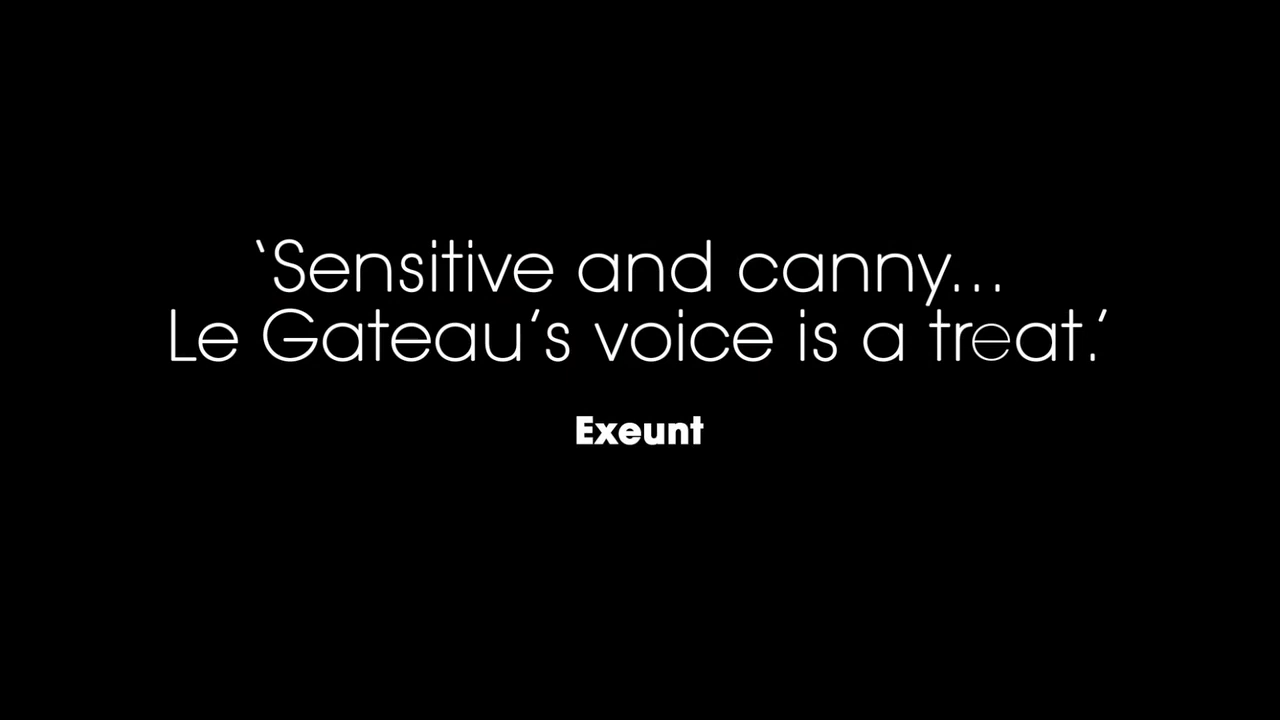 ‘Sensitive and canny...
Le Gateau’s voice is a treat.’
Exeunt